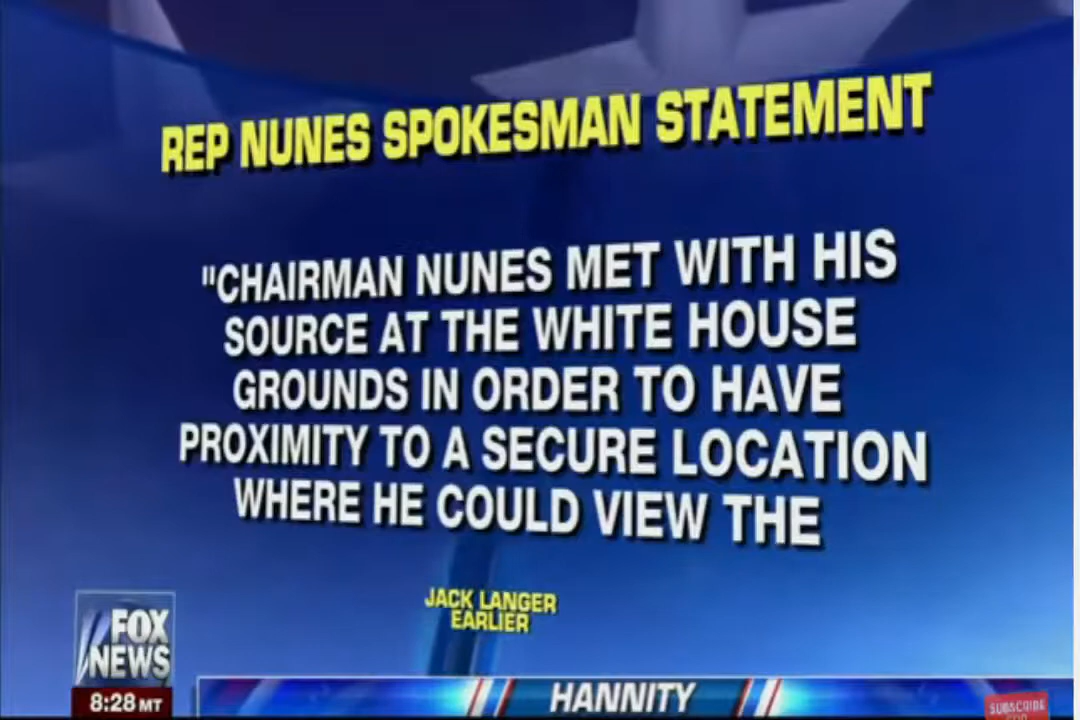 REP NUNES SPOKESMAN STATEMENT
"CHAIRMAN NUNES MET WITH HIS
SOURCE AT THE WHITE HOUSE
GROUNDS IN ORDER TO HAVE
PROXIMITY TO A SECURE LOCATION
WHERE HE COULD VIEW THE
JACK LANGER
EARLIER
FOX
NEWS
8:28 MT
HANNITY
SUBSCRIBE